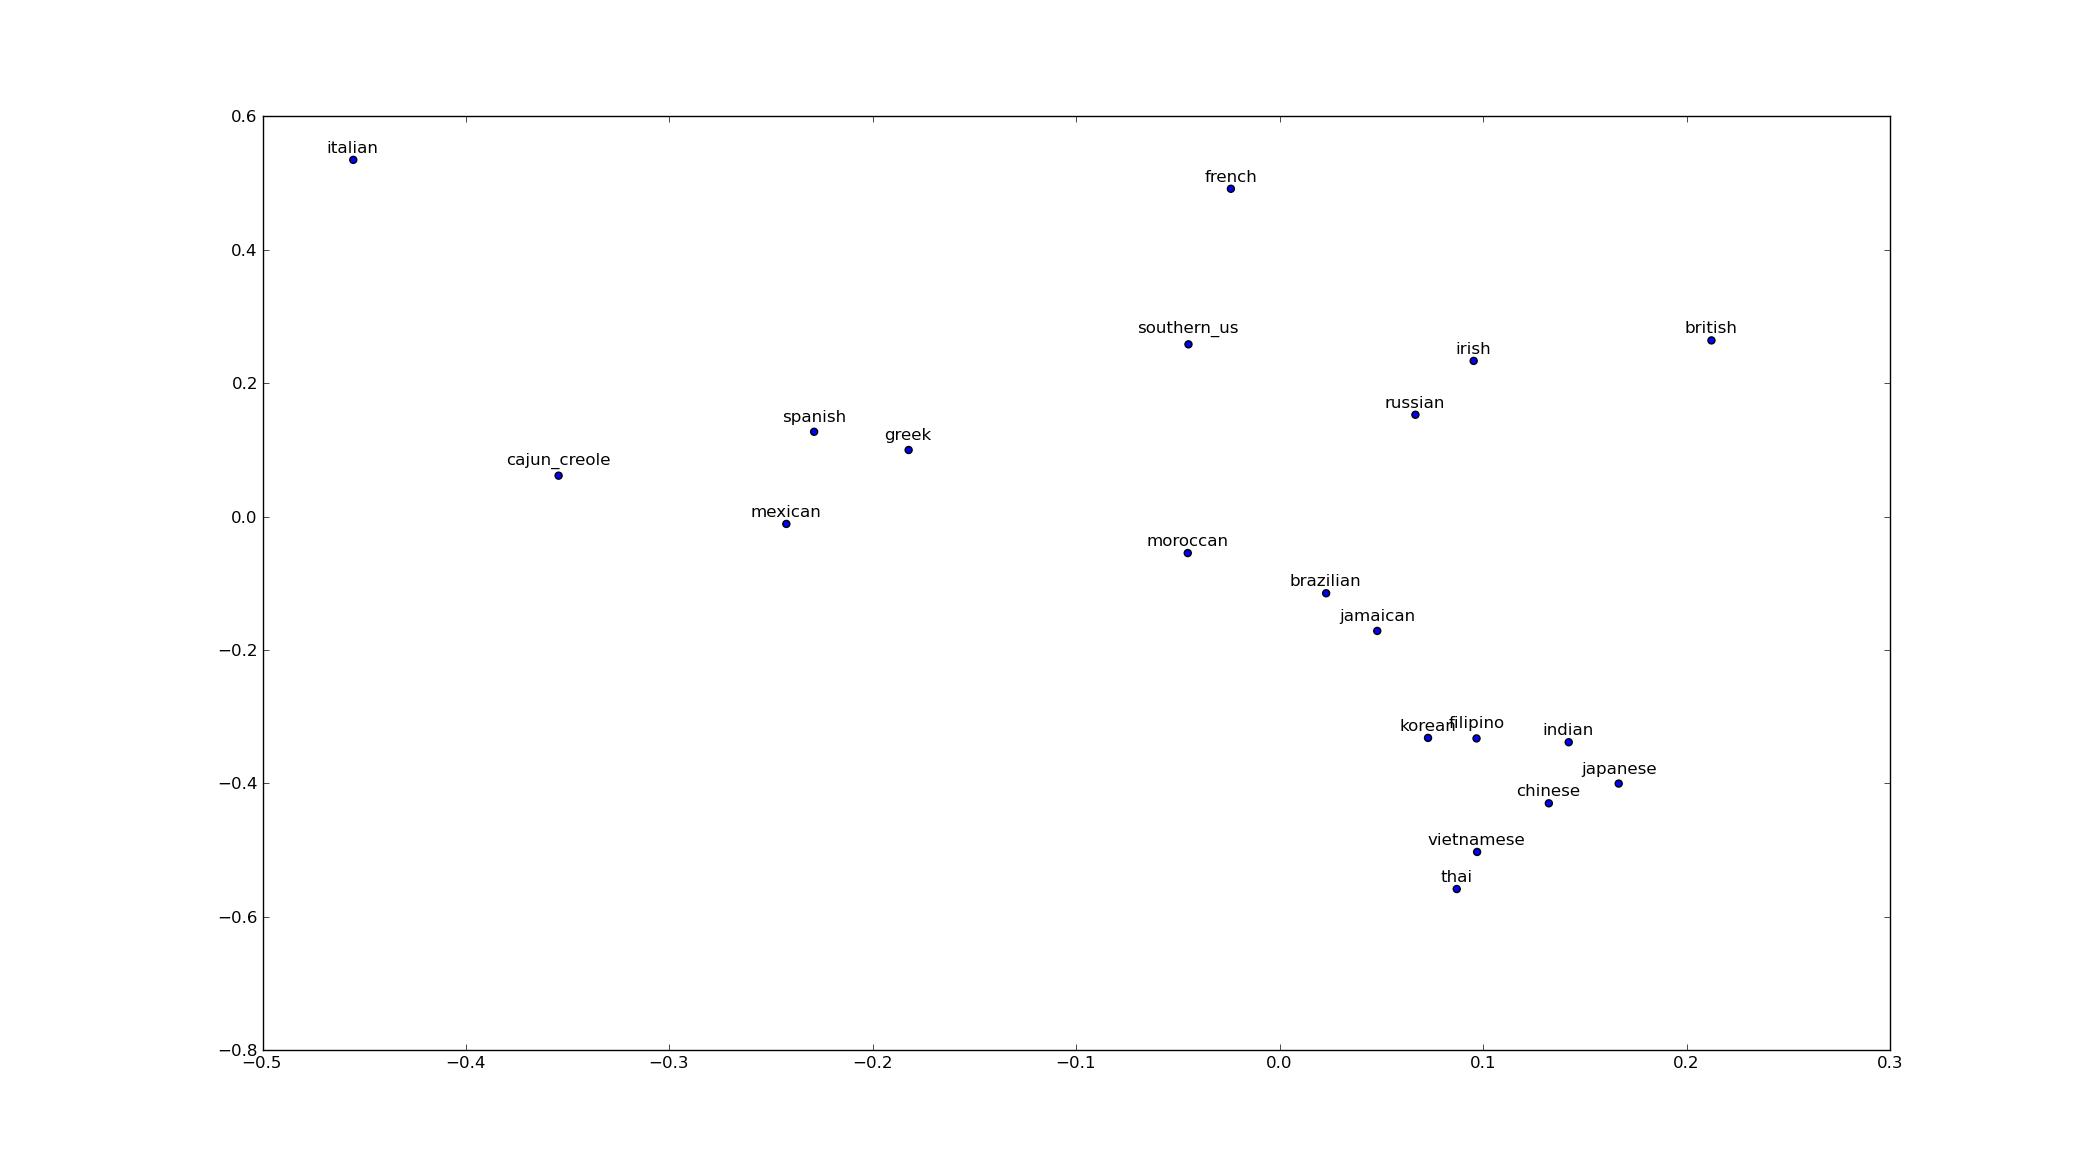 0.6
italian
french
0.4
southern_us
british
irish
0.2
russian
spanish
greek
cajun_creole
0.0
mexican
moroccan
brazilian
jamaican
−0.2
korean
filipino
indian
japanese
−0.4
chinese
vietnamese
thai
−0.6
−0.8
−0.5 −0.4 −0.3 −0.2 −0.1 0.0 0.1 0.2 0.3